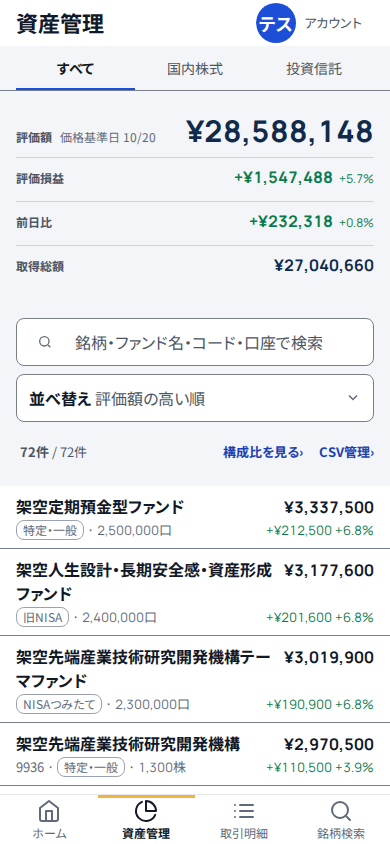 資産管理
テス アカウント
すべて 国内株式 投資信託
評価額 価格基準日 10/20 ¥28,588,148
評価損益 +¥1,547,488 +5.7%
前日比 +¥232,318 +0.8%
取得総額 ¥27,040,660
銘柄・ファンド名・コード・口座で検索
並べ替え 評価額の高い順
72件 / 72件 構成比を見る› CSV管理›
架空定期預金型ファンド ¥3,337,500
特定・一般 · 2,500,000口 +¥212,500 +6.8%
架空人生設計・長期安全感・資産形成 ¥3,177,600
ファンド
旧NISA · 2,400,000口 +¥201,600 +6.8%
架空先端産業技術研究開発機構テー ¥3,019,900
マファンド
NISAつみたて · 2,300,000口 +¥190,900 +6.8%
架空先端産業技術研究開発機構 ¥2,970,500
9936 · 特定・一般 · 1,300株 +¥110,500 +3.9%
ホーム 資産管理 取引明細 銘柄検索